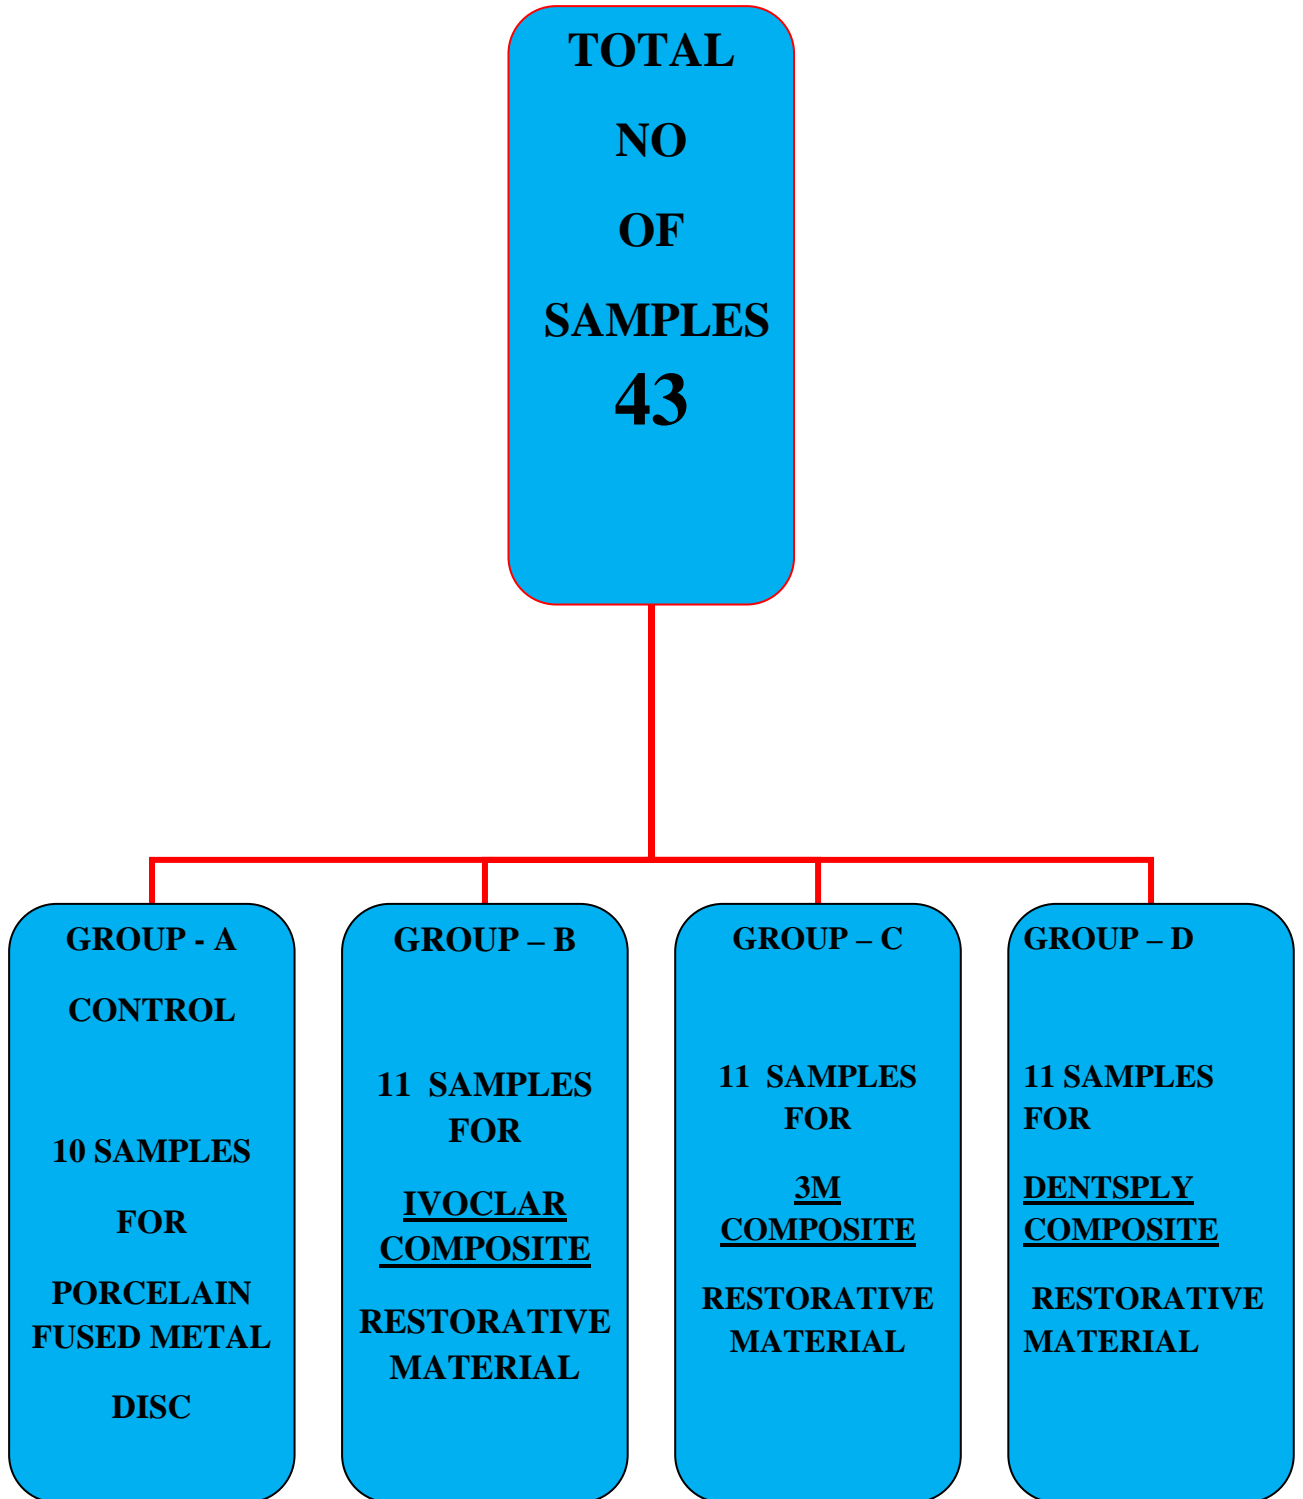 TOTAL
NO
OF
SAMPLES
43
GROUP - A
CONTROL
10 SAMPLES
FOR
PORCELAIN
FUSED METAL
DISC
GROUP – B
11 SAMPLES
FOR
IVOCLAR
COMPOSITE
RESTORATIVE
MATERIAL
GROUP – C
11 SAMPLES
FOR
3M
COMPOSITE
RESTORATIVE
MATERIAL
GROUP – D
11 SAMPLES
FOR
DENTSPLY
COMPOSITE
RESTORATIVE
MATERIAL